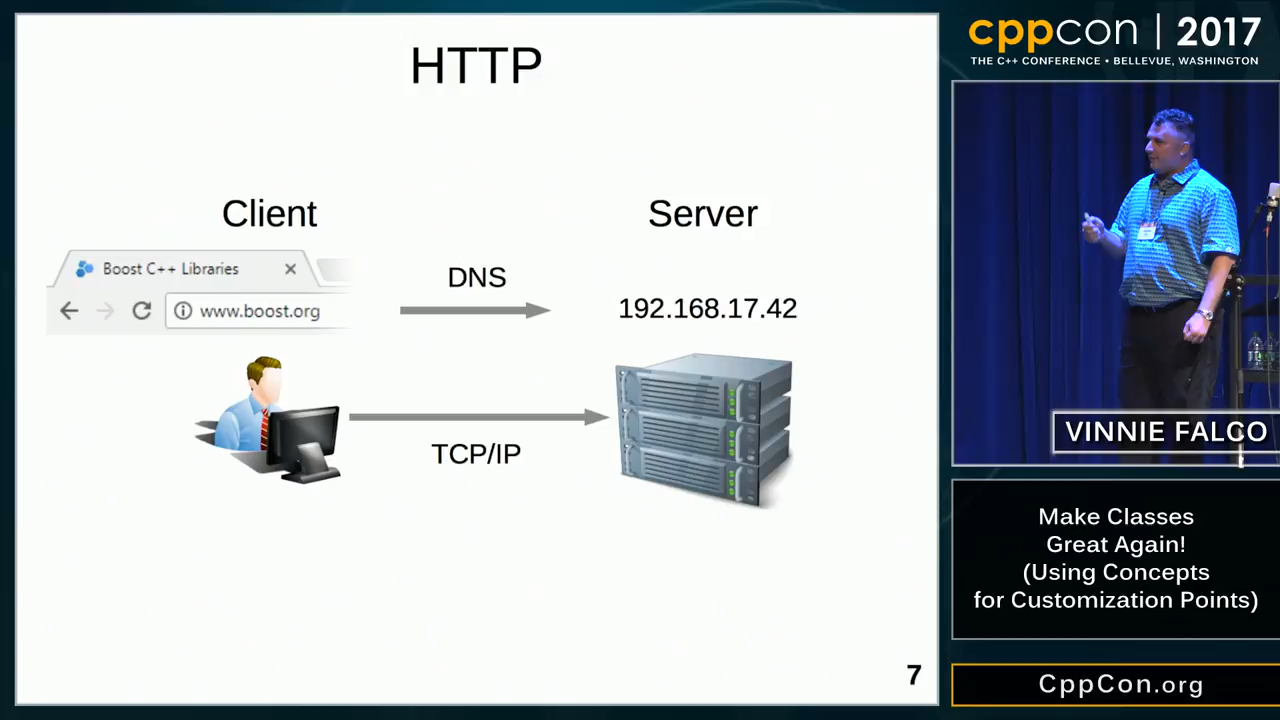 HTTP
Client
Server
Boost C++ Libraries
www.boost.org
DNS
192.168.17.42
TCP/IP
7
cppcon | 2017
THE C++ CONFERENCE • BELLEVUE, WASHINGTON
VINNIE FALCO
Make Classes
Great Again!
(Using Concepts
for Customization Points)
CppCon.org